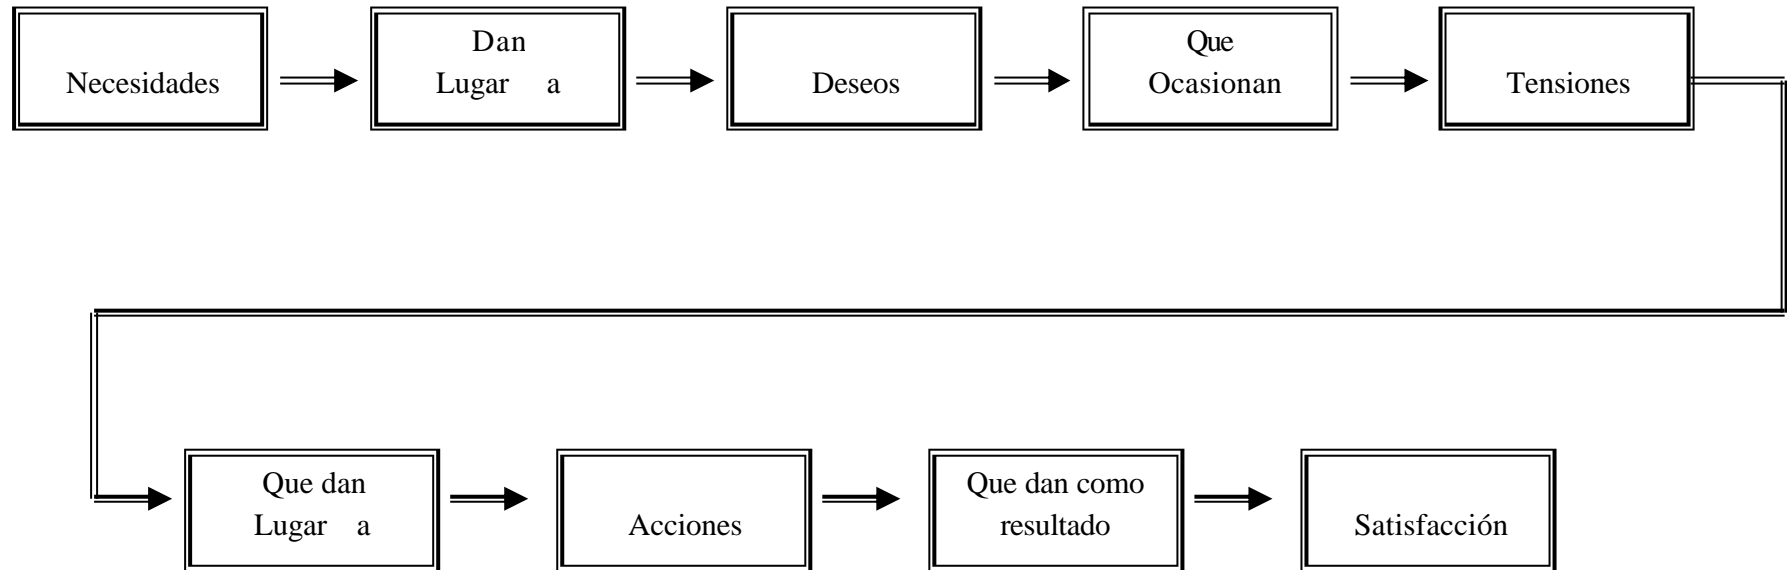 Necesidades
Dan
Lugar a
Deseos
Que
Ocasionan
Tensiones
Que dan
Lugar a
Acciones
Que dan como
resultado
Satisfacción